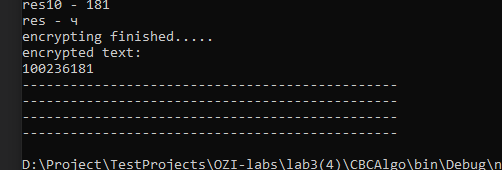 res10 - 181
res - ч
encrypting finished.....
encrypted text:
100236181
-----------------------------------------------
-----------------------------------------------
-----------------------------------------------
-----------------------------------------------
D:\Project\TestProjects\OZI-labs\lab3(4)\CBCAlgo\bin\Debug\n